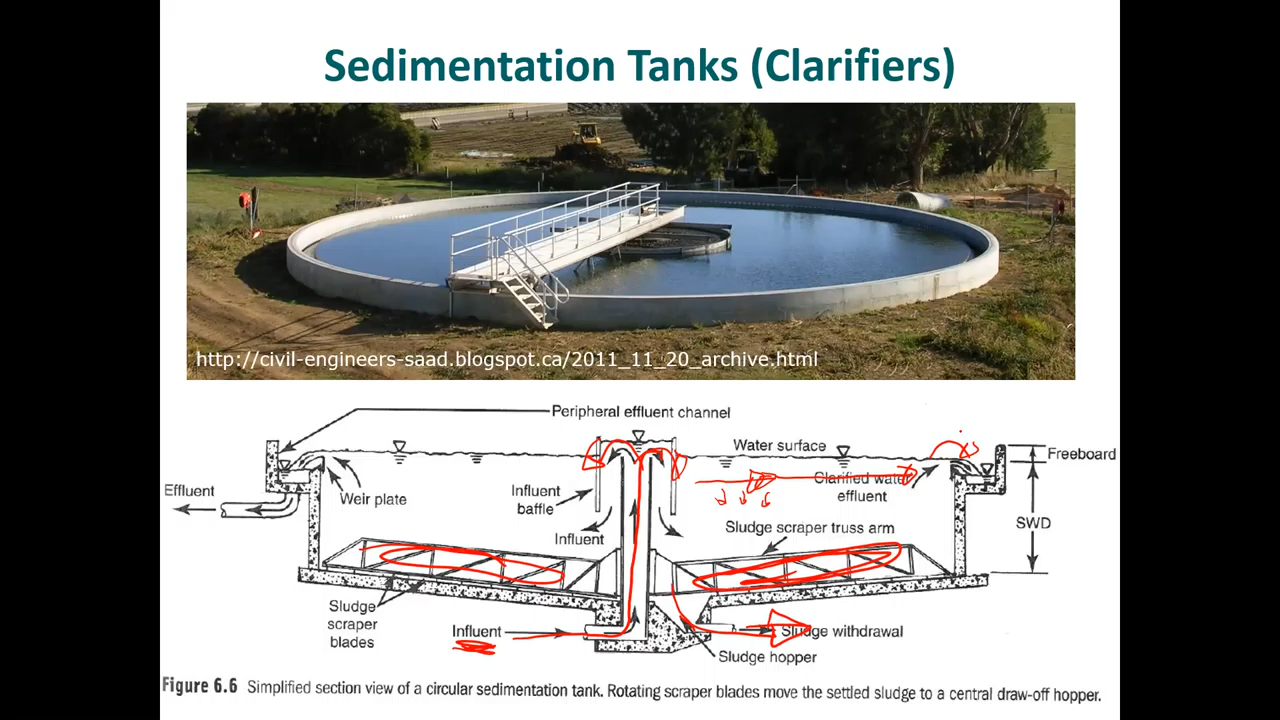 Sedimentation Tanks (Clarifiers)
http://civil-engineers-saad.blogspot.ca/2011_11_20_archive.html
Peripheral effluent channel
Water surface
Freeboard
Effluent
Weir plate
Influent
baffle
Clarified water
effluent
SWD
Influent
Sludge scraper truss arm
Sludge
scraper
blades
Influent
Sludge withdrawal
Sludge hopper
Figure 6.6 Simplified section view of a circular sedimentation tank. Rotating scraper blades move the settled sludge to a central draw-off hopper.